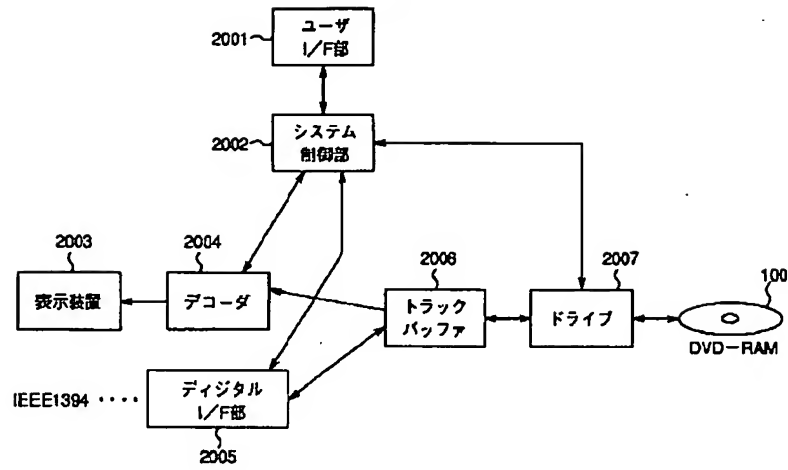 2001
ユーザ
I/F部
2002
システム
制御部
2003
表示装置
2004
デコーダ
2006
トラック
バッファ
2007
ドライブ
100
DVD－RAM
IEEE1394 ‥‥
ディジタル
I/F部
2005